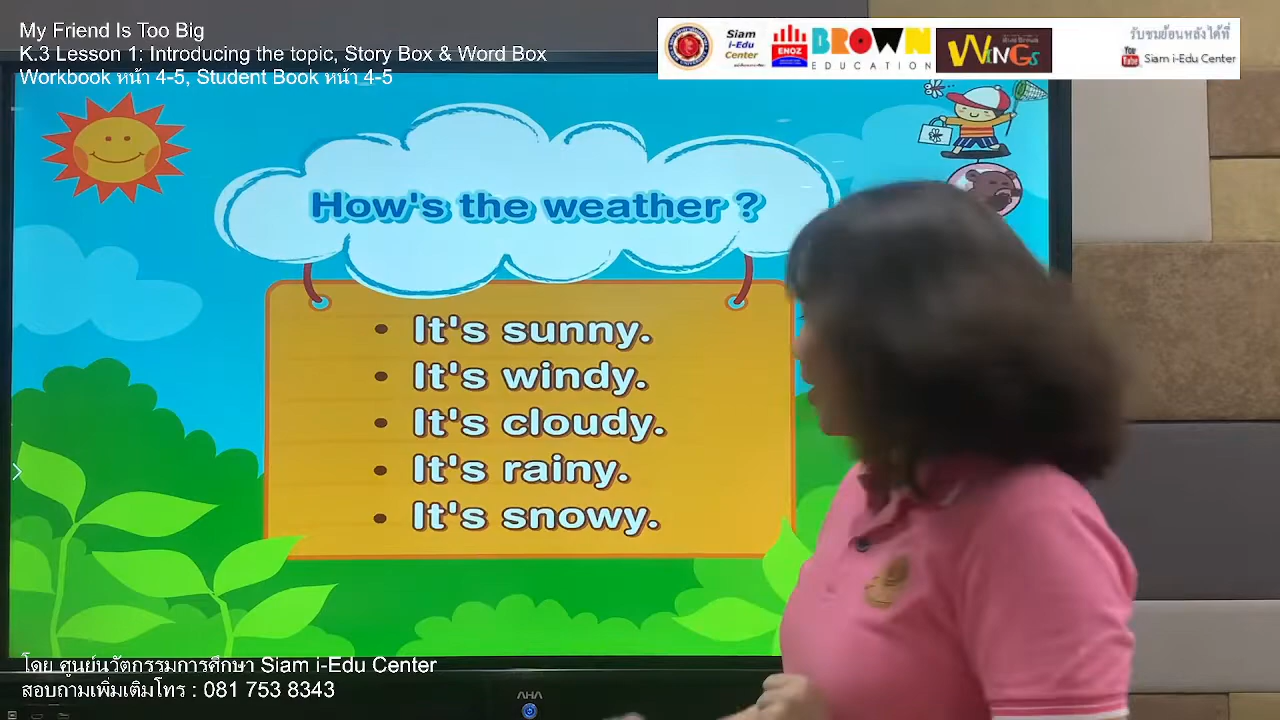 My Friend Is Too Big
K.3 Lesson 1: Introducing the topic, Story Box & Word Box
Workbook หน้า 4-5, Student Book หน้า 4-5
Siam
i-Edu
Center
ENQZ
BROWN
EDUCATION
WINGS
รับชมย้อนหลังได้ที่
You
Tube
Siam i-Edu Center
How's the weather ?
• It's sunny.
• It's windy.
• It's cloudy.
• It's rainy.
• It's snowy.
โดย ศูนย์นวัตกรรมการศึกษา Siam i-Edu Center
สอบถามเพิ่มเติมโทร : 081 753 8343
AHA